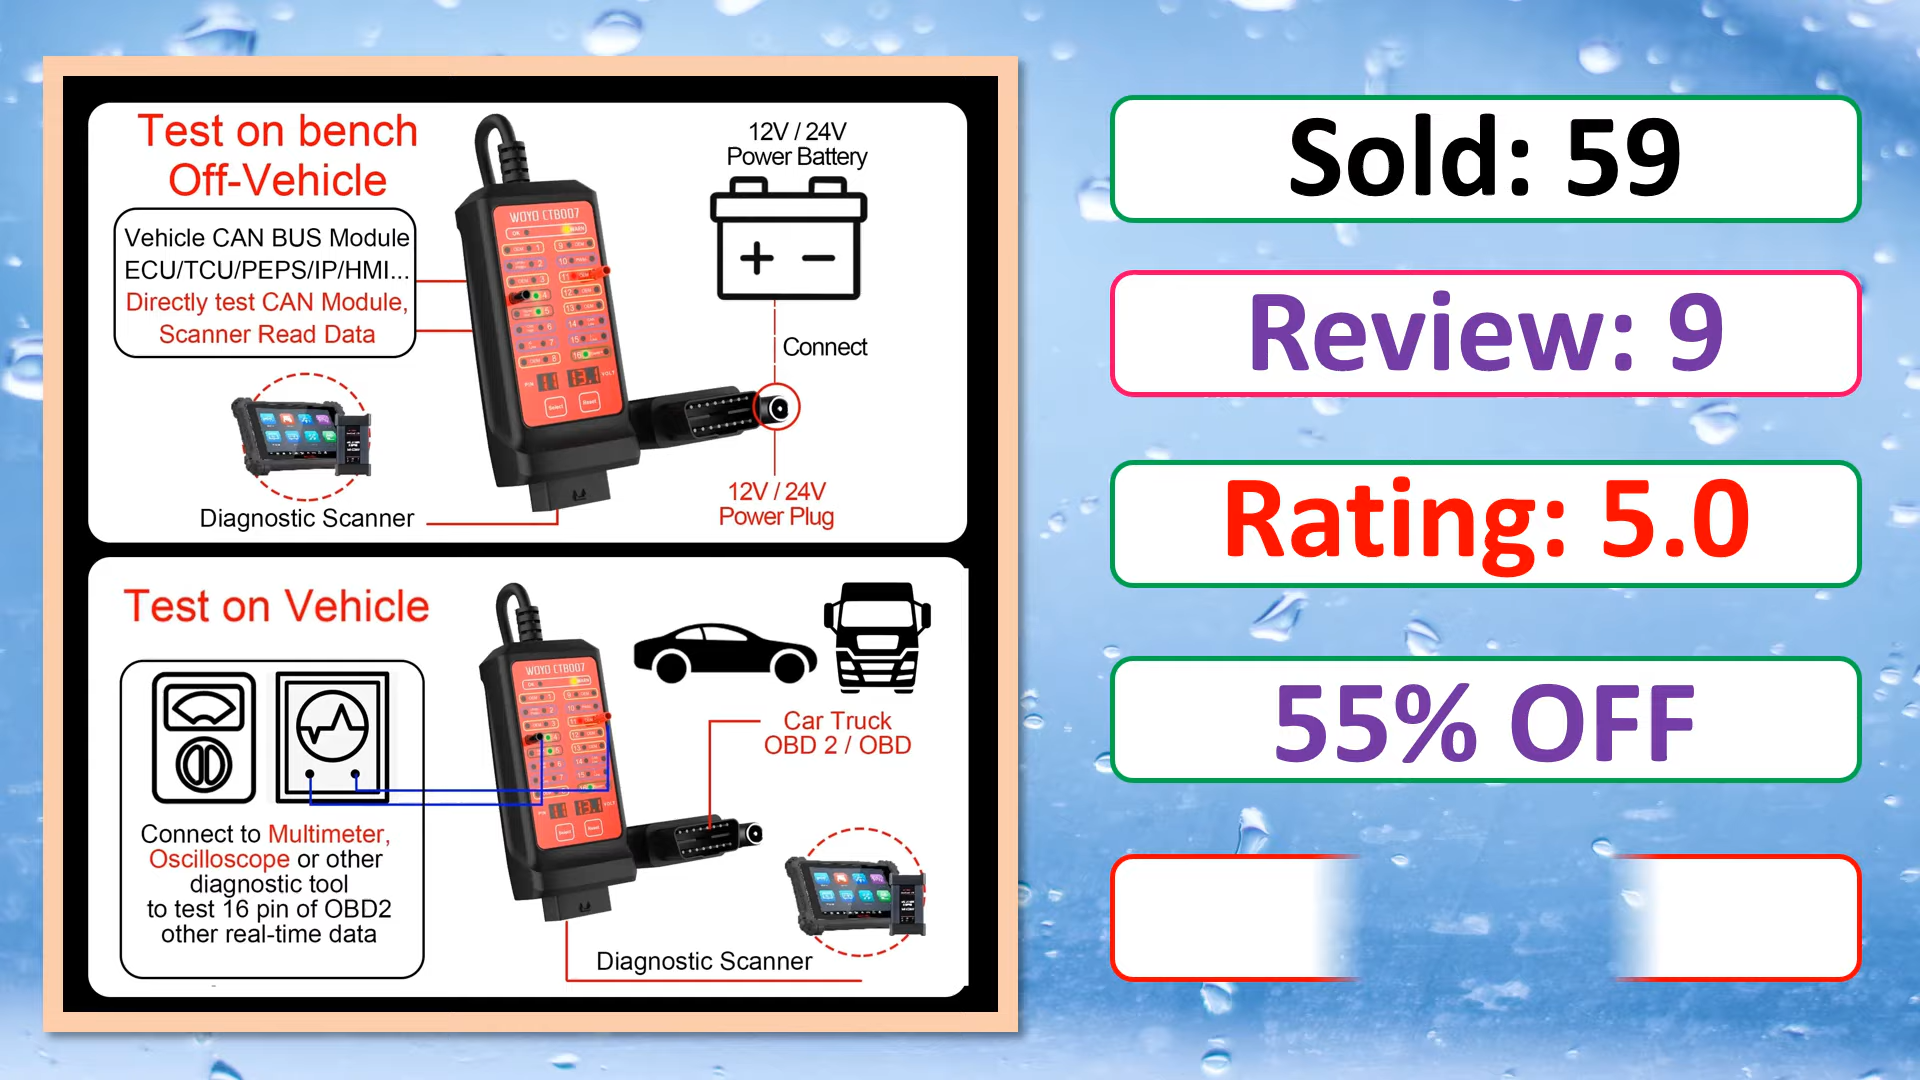 Test on bench
Off-Vehicle
Vehicle CAN BUS Module
ECU/TCU/PEPS/IP/HMI...
Directly test CAN Module,
Scanner Read Data
Diagnostic Scanner
WOYO CTB007
12V / 24V
Power Battery
+ −
Connect
12V / 24V
Power Plug
Test on Vehicle
Connect to Multimeter,
Oscilloscope or other
diagnostic tool
to test 16 pin of OBD2
other real-time data
WOYO CTB007
Car Truck
OBD 2 / OBD
Diagnostic Scanner
Sold: 59
Review: 9
Rating: 5.0
55% OFF